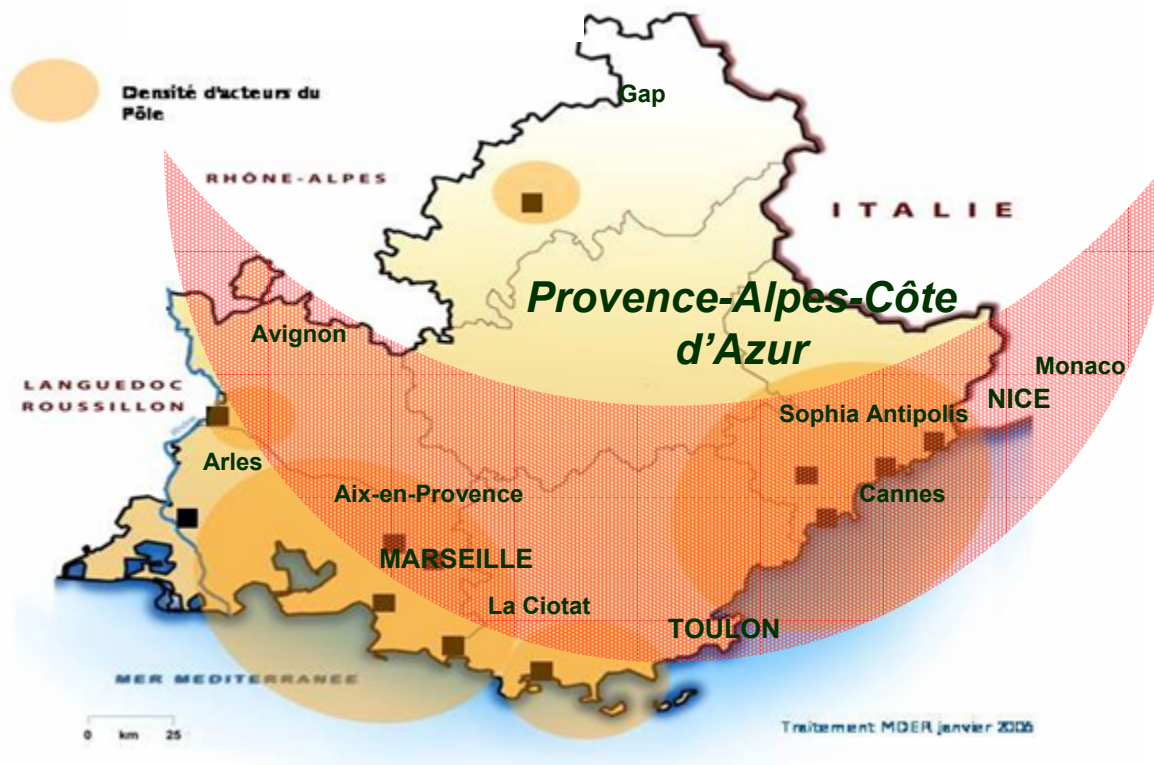 Densité d'acteurs du
Pôle
Gap
RHÔNE-ALPES
ITALIE
Provence-Alpes-Côte
d’Azur
Avignon
Monaco
LANGUEDOC
ROUSSILLON
NICE
Sophia Antipolis
Arles
Aix-en-Provence
Cannes
MARSEILLE
La Ciotat
TOULON
MER MEDITERRANEE
0 km 25
Traitement MDER janvier 2006